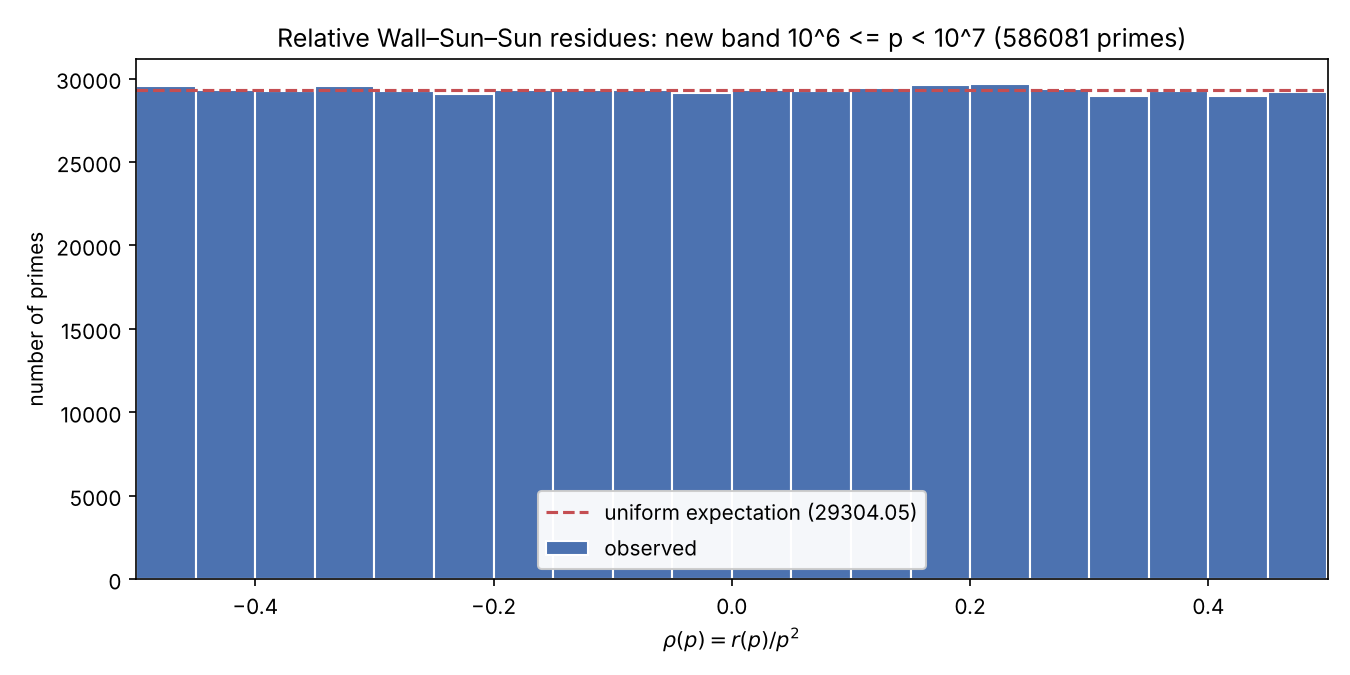 Relative Wall–Sun–Sun residues: new band 10^6 <= p < 10^7 (586081 primes)
number of primes
30000
25000
20000
15000
10000
5000
0
uniform expectation (29304.05)
observed
−0.4
−0.2
0.0
0.2
0.4
ρ(p) = r(p)/p²